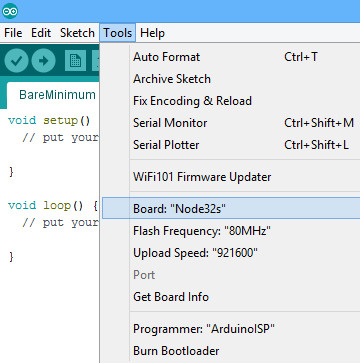 File Edit Sketch Tools Help
Auto Format Ctrl+T
Archive Sketch
Fix Encoding & Reload
Serial Monitor Ctrl+Shift+M
Serial Plotter Ctrl+Shift+L
WiFi101 Firmware Updater
Board: "Node32s"
Flash Frequency: "80MHz"
Upload Speed: "921600"
Port
Get Board Info
Programmer: "ArduinoISP"
Burn Bootloader
BareMinimum
void setup()
// put your
}
void loop() {
// put your
}